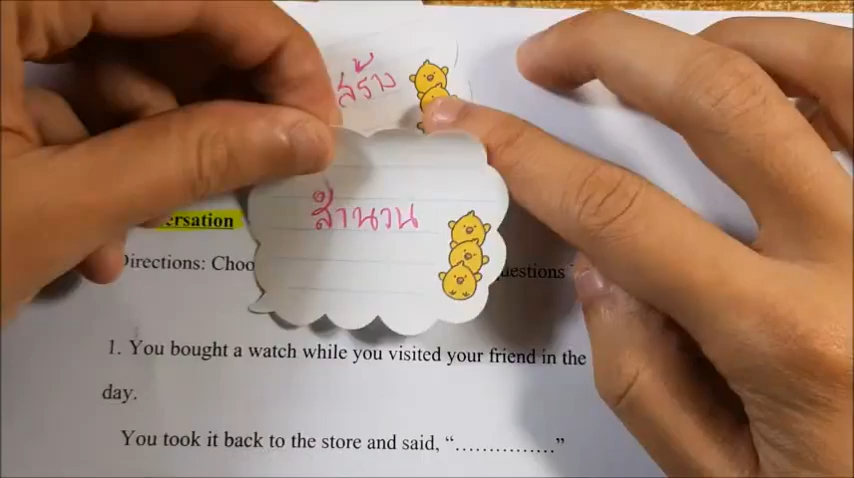 สร้าง
สำนวน
ersation
Directions: Choo
uestions
1. You bought a watch while you visited your friend in the
day.
You took it back to the store and said, “……………”